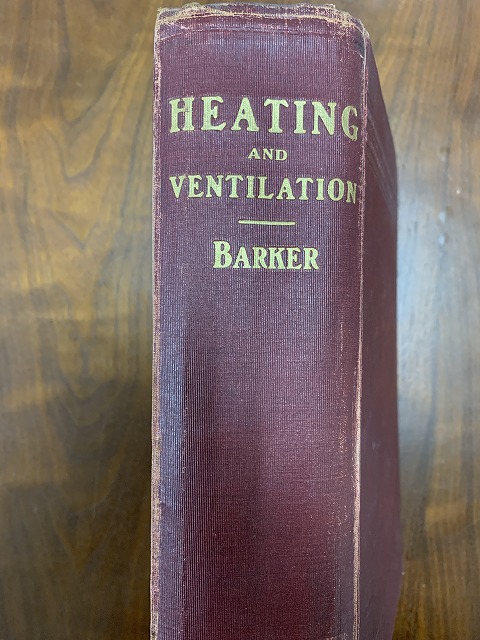 HEATING
AND
VENTILATION
BARKER